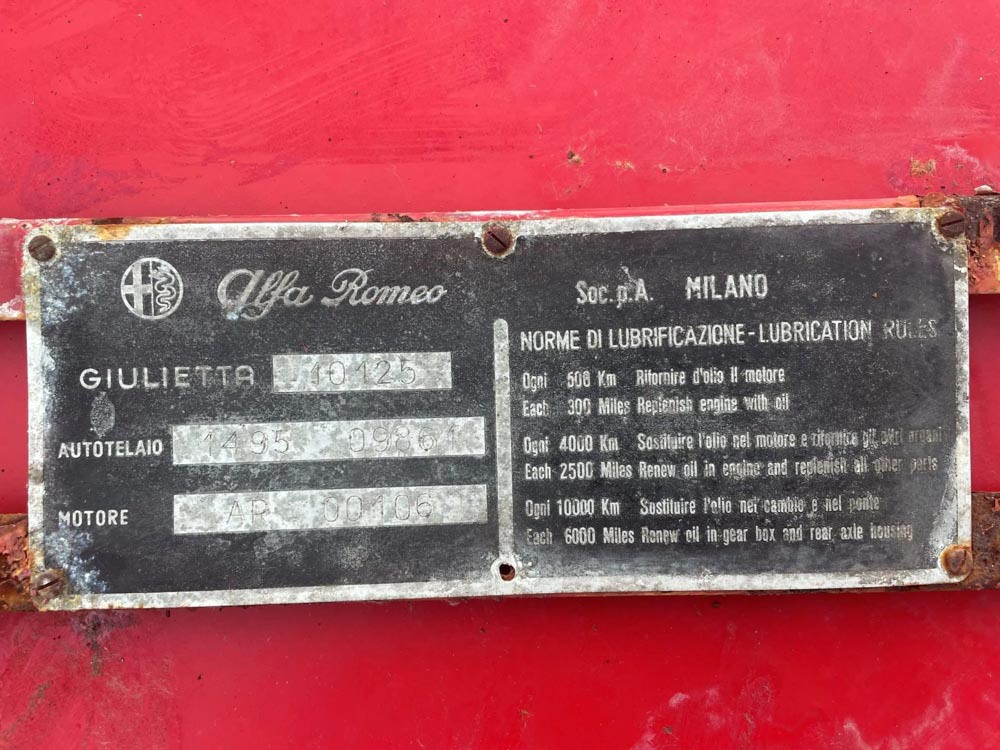 Alfa Romeo
GIULIETTA 10125
AUTOTELAIO 1495 09861
MOTORE AR 00106
Soc. p. A. MILANO
NORME DI LUBRIFICAZIONE - LUBRICATION RULES
Ogni 500 Km Rifornire d'olio il motore
Each 300 Miles Replenish engine with oil
Ogni 4000 Km Sostituire l'olio nel motore e rifornire gli altri organi
Each 2500 Miles Renew oil in engine and replenish all other parts
Ogni 10000 Km Sostituire l'olio nel cambio e nel ponte
Each 6000 Miles Renew oil in gear box and rear axle housing